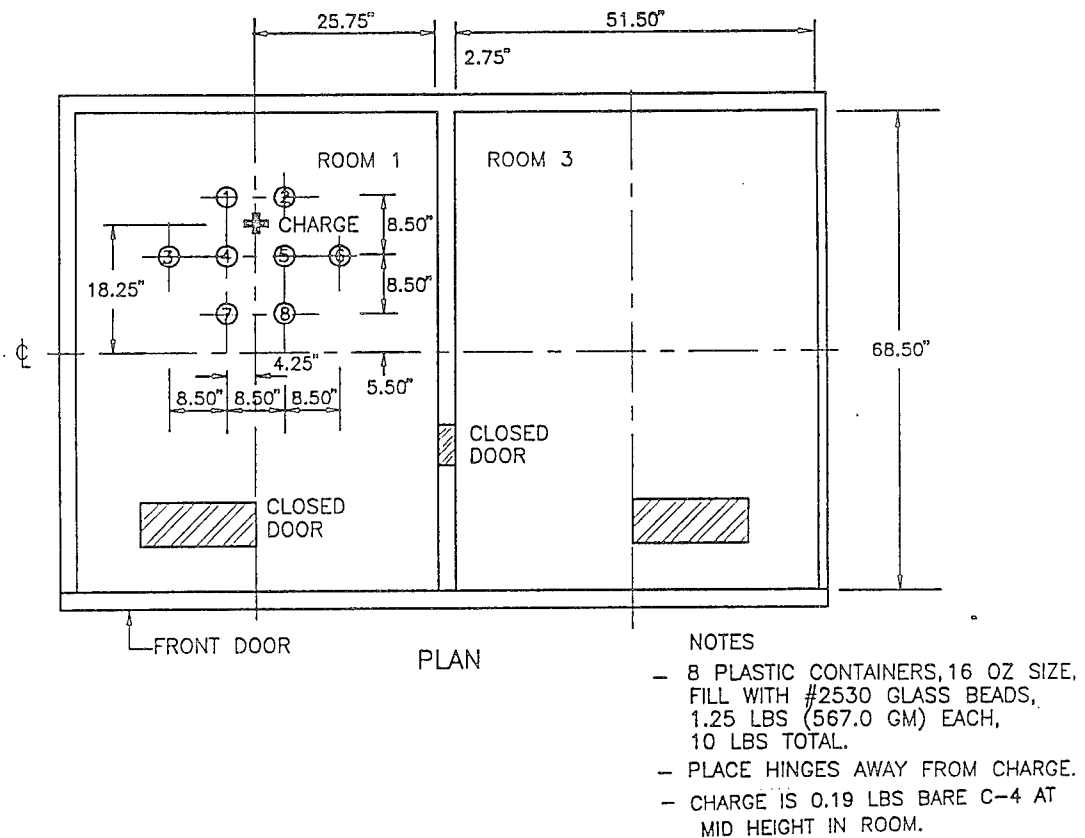 25.75"
51.50"
2.75"
ROOM 1
ROOM 3
1
2
CHARGE
8.50"
3
4
5
6
18.25"
8.50"
7
8
℄
68.50"
4.25"
5.50"
8.50" 8.50" 8.50"
CLOSED
DOOR
CLOSED
DOOR
FRONT DOOR
PLAN
NOTES
– 8 PLASTIC CONTAINERS, 16 OZ SIZE,
FILL WITH #2530 GLASS BEADS,
1.25 LBS (567.0 GM) EACH,
10 LBS TOTAL.
– PLACE HINGES AWAY FROM CHARGE.
– CHARGE IS 0.19 LBS BARE C-4 AT
MID HEIGHT IN ROOM.